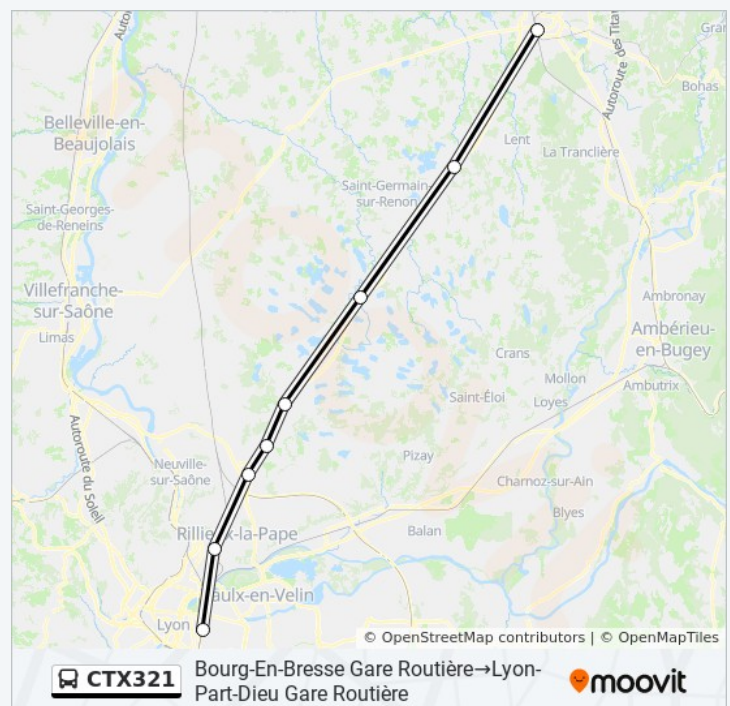 Belleville-en-
Beaujolais
Autoroute des Titan
Bohas
Lent
La Tranclière
Saint-Germain-
sur-Renon
Saint-Georges-
de-Reneins
Villefranche-
sur-Saône
Limas
Ambronay
Ambérieu-
en-Bugey
Crans
Mollon
Ambutrix
Saint-Éloi
Loyes
Autoroute du Soleil
Pizay
Neuville-
sur-Saône
Charnoz-sur-Ain
Blyes
Rillieux-la-Pape
Balan
aulx-en-Velin
Lyon
© OpenStreetMap contributors | © OpenMapTiles
CTX321
Bourg-En-Bresse Gare Routière→Lyon-
Part-Dieu Gare Routière
moovit